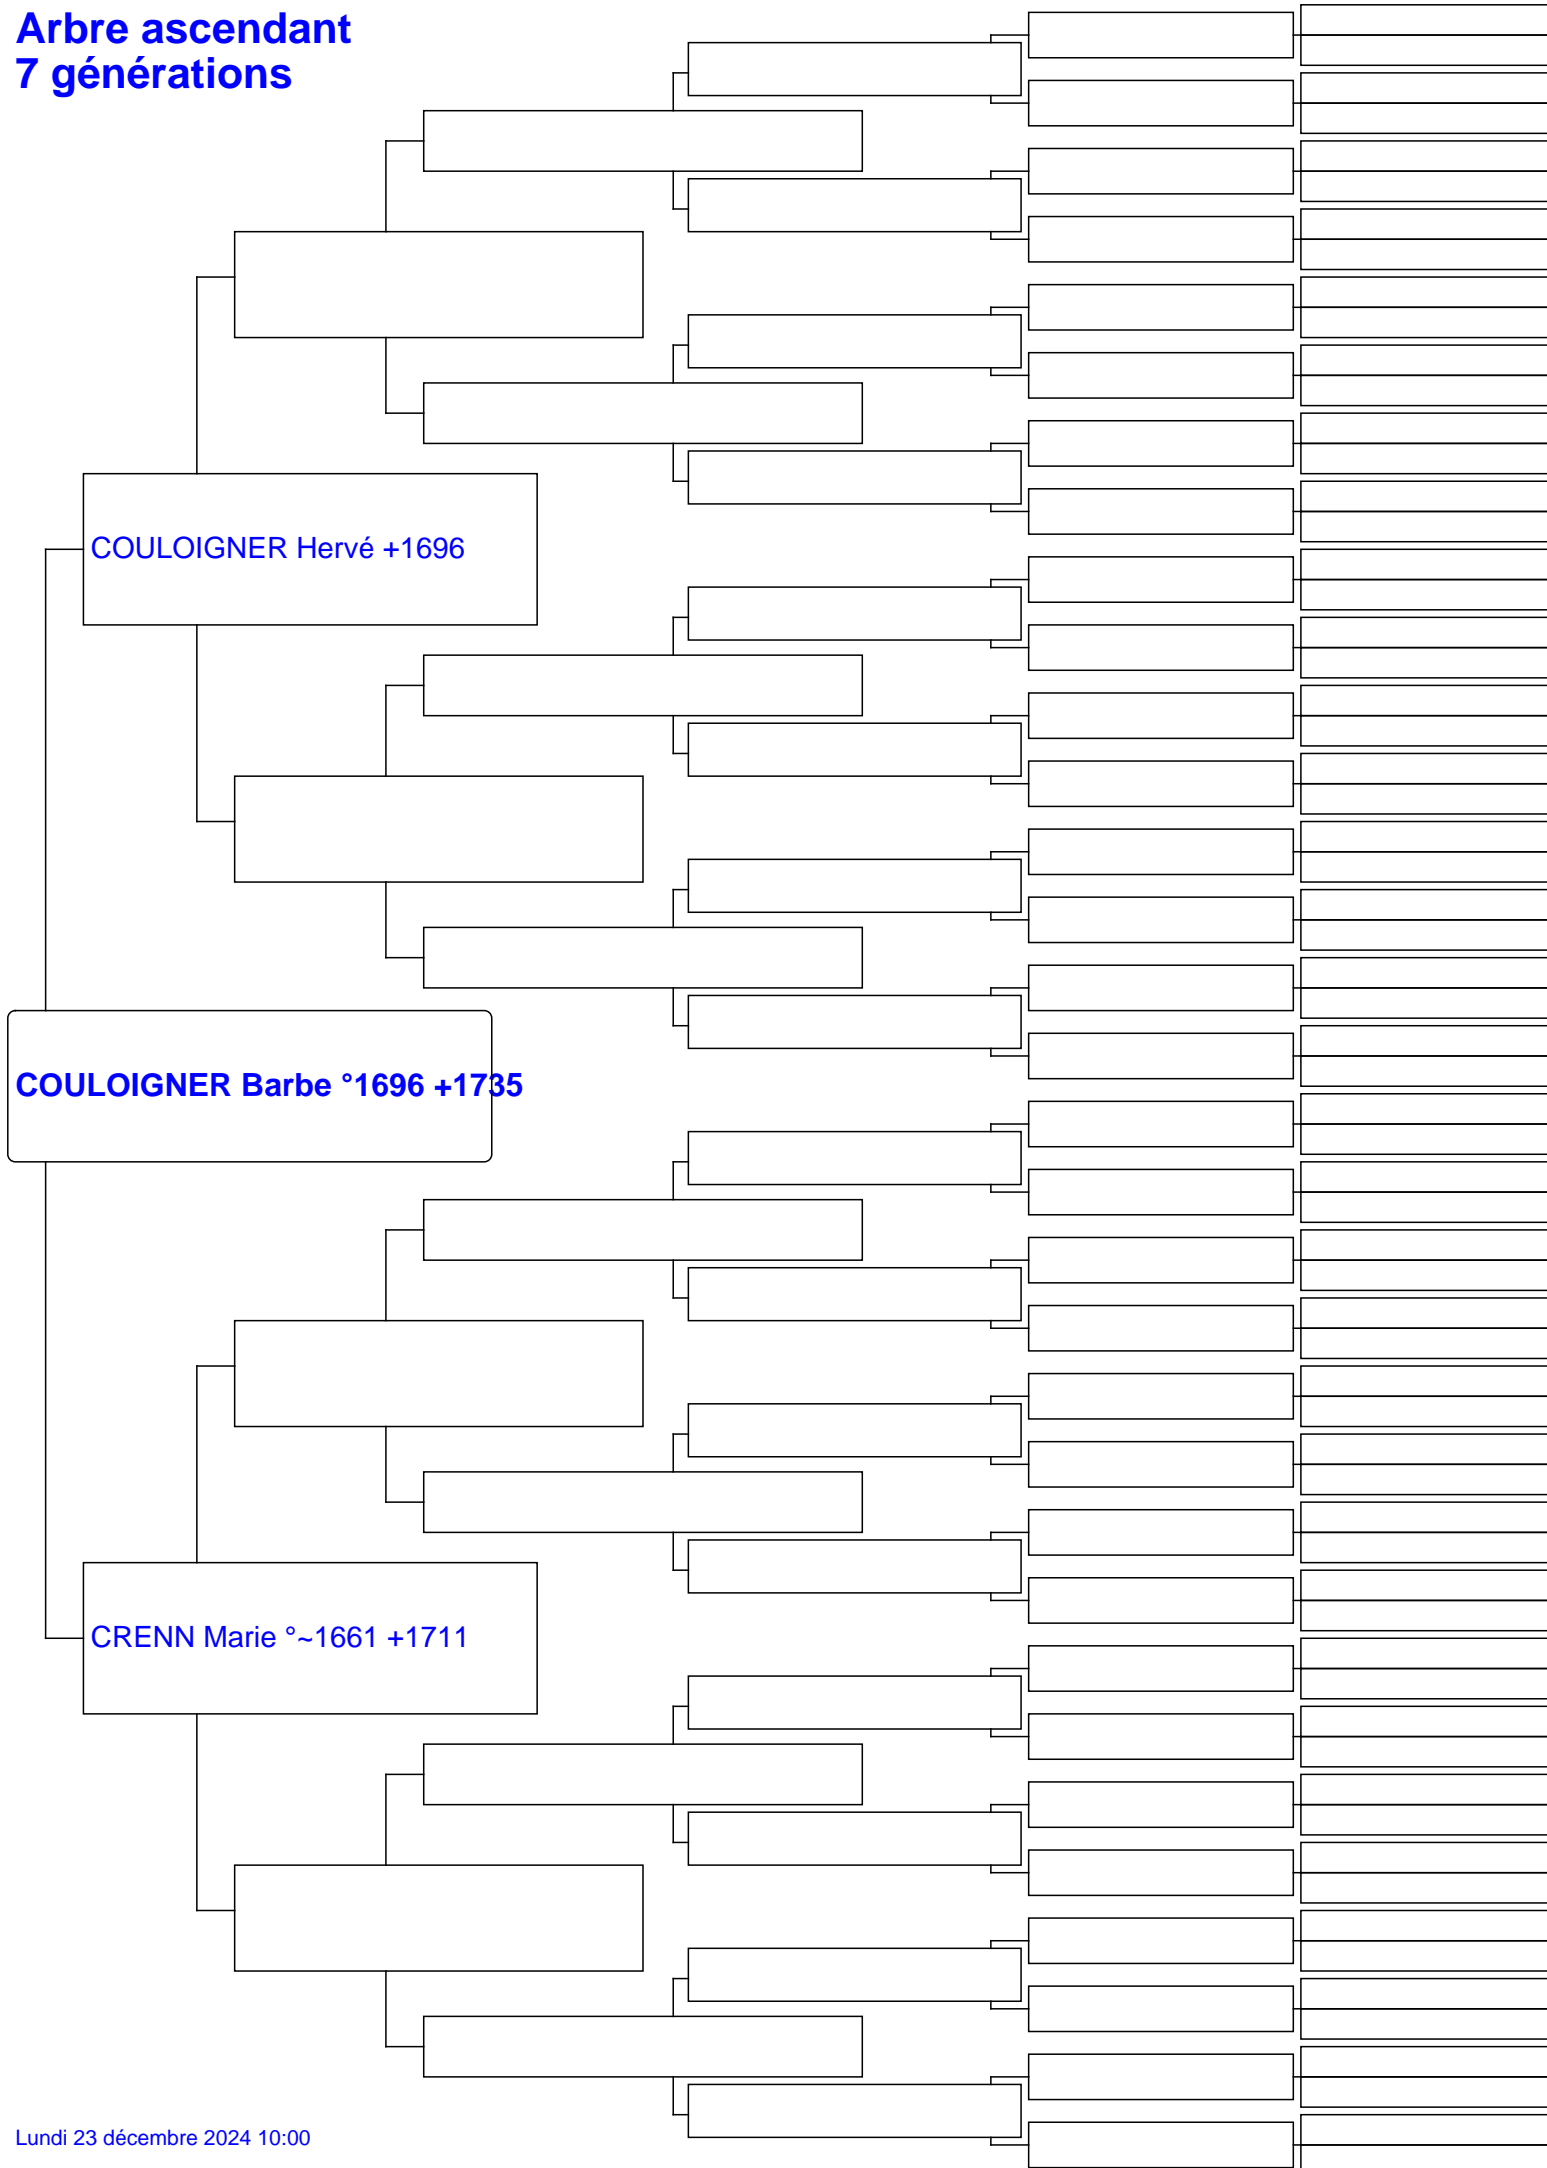 Arbre ascendant
7 générations
COULOIGNER Hervé +1696
COULOIGNER Barbe °1696 +1735
CRENN Marie °~1661 +1711
Lundi 23 décembre 2024 10:00